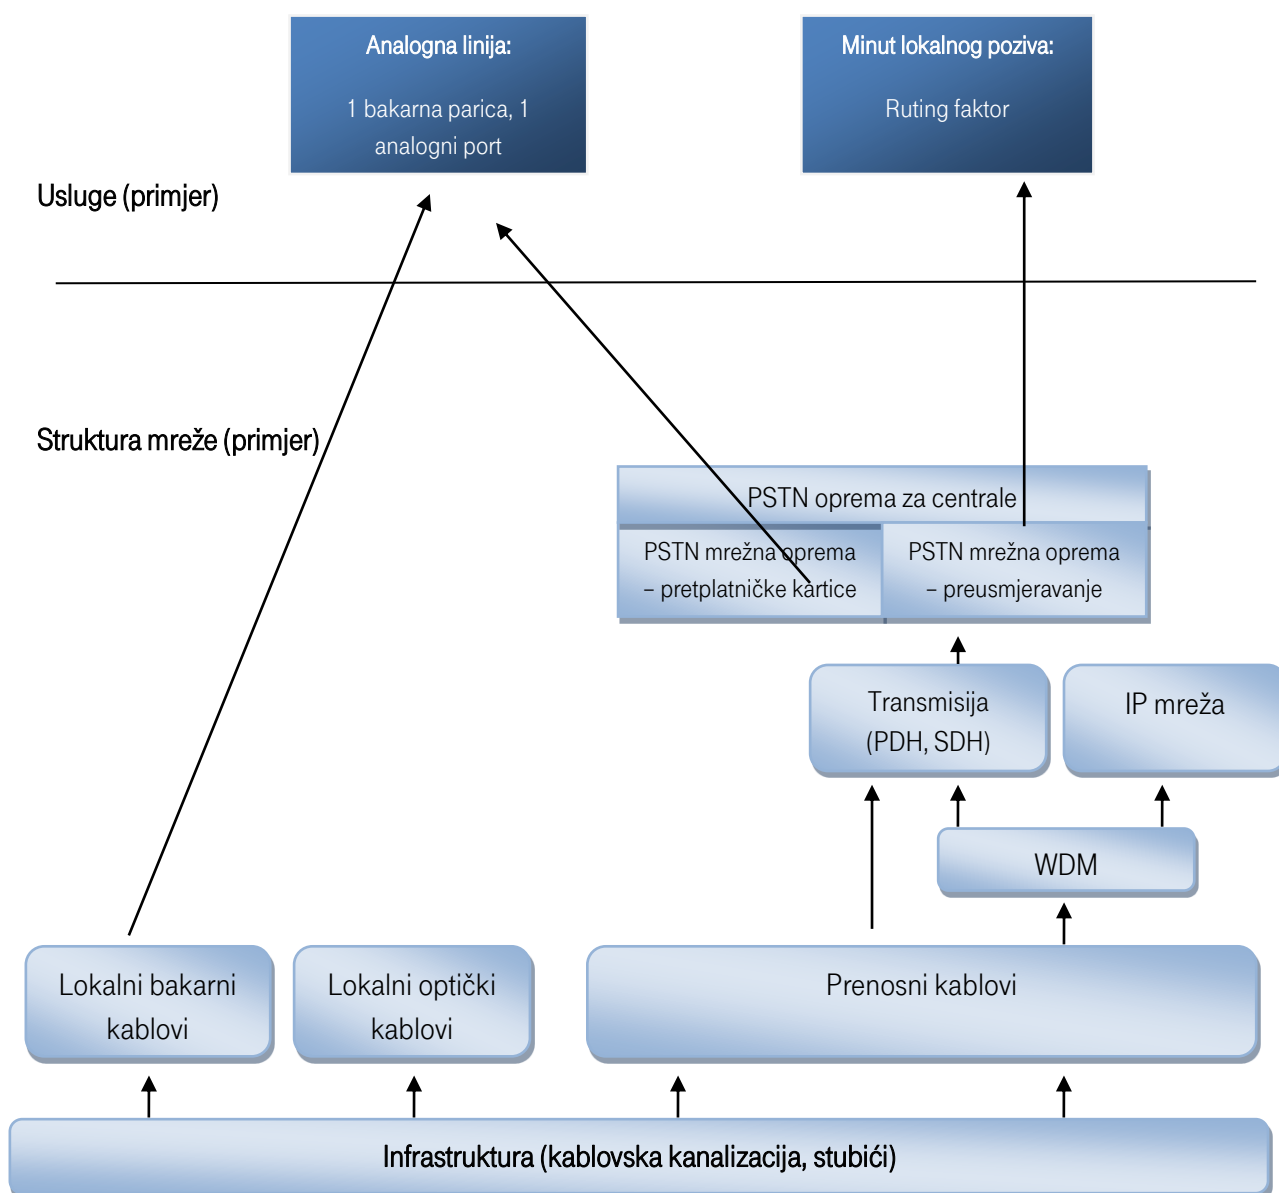 Analogna linija:
1 bakarna parica, 1
analogni port
Minut lokalnog poziva:
Ruting faktor
Usluge (primjer)
Struktura mreže (primjer)
PSTN oprema za centrale
PSTN mrežna oprema
– pretplatničke kartice
PSTN mrežna oprema
– preusmjeravanje
Transmisija
(PDH, SDH)
IP mreža
WDM
Lokalni bakarni
kablovi
Lokalni optički
kablovi
Prenosni kablovi
Infrastruktura (kablovska kanalizacija, stubići)